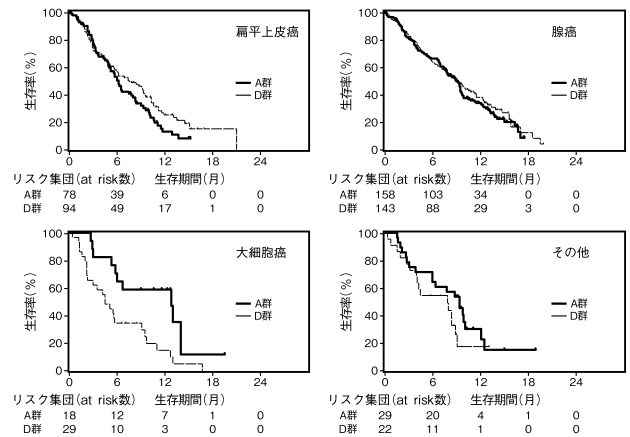 扁平上皮癌
生存率(%)
100
80
60
40
20
0
A群
D群
0 6 12 18 24
リスク集団(at risk数) 生存期間(月)
A群 78 39 6 0 0
D群 94 49 17 1 0
腺癌
生存率(%)
100
80
60
40
20
0
A群
D群
0 6 12 18 24
リスク集団(at risk数) 生存期間(月)
A群 158 103 34 0 0
D群 143 88 29 3 0
大細胞癌
生存率(%)
100
80
60
40
20
0
A群
D群
0 6 12 18 24
リスク集団(at risk数) 生存期間(月)
A群 18 12 7 1 0
D群 29 10 3 0 0
その他
生存率(%)
100
80
60
40
20
0
A群
D群
0 6 12 18 24
リスク集団(at risk数) 生存期間(月)
A群 29 20 4 1 0
D群 22 11 1 0 0